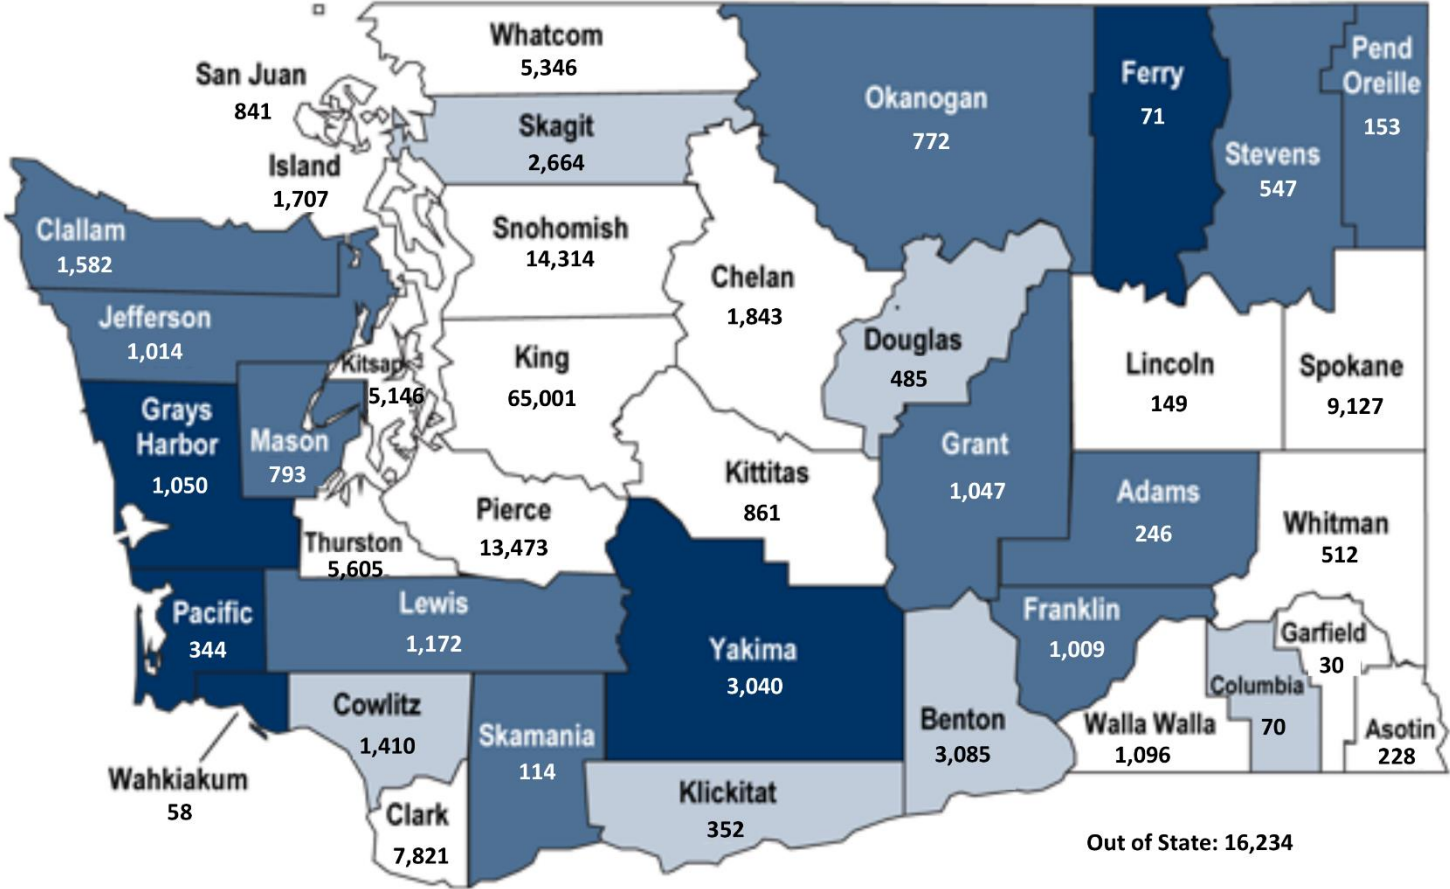 Whatcom
5,346
San Juan
841
Skagit
2,664
Island
1,707
Okanogan
772
Ferry
71
Stevens
547
Pend
Oreille
153
Clallam
1,582
Snohomish
14,314
Chelan
1,843
Jefferson
1,014
Kitsap
5,146
King
65,001
Douglas
485
Lincoln
149
Spokane
9,127
Grays
Harbor
1,050
Mason
793
Kittitas
861
Grant
1,047
Adams
246
Whitman
512
Thurston
5,605
Pierce
13,473
Pacific
344
Lewis
1,172
Yakima
3,040
Franklin
1,009
Garfield
30
Columbia
70
Wahkiakum
58
Cowlitz
1,410
Skamania
114
Benton
3,085
Walla Walla
1,096
Asotin
228
Clark
7,821
Klickitat
352
Out of State: 16,234